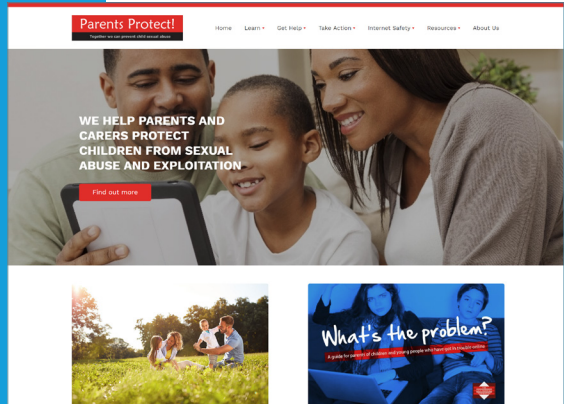 Parents Protect!
Together we can prevent child sexual abuse
Home Learn Get Help Take Action Internet Safety Resources About Us
WE HELP PARENTS AND
CARERS PROTECT
CHILDREN FROM SEXUAL
ABUSE AND EXPLOITATION
Find out more
What's the problem?
A guide for parents of children and young people who have got in trouble online